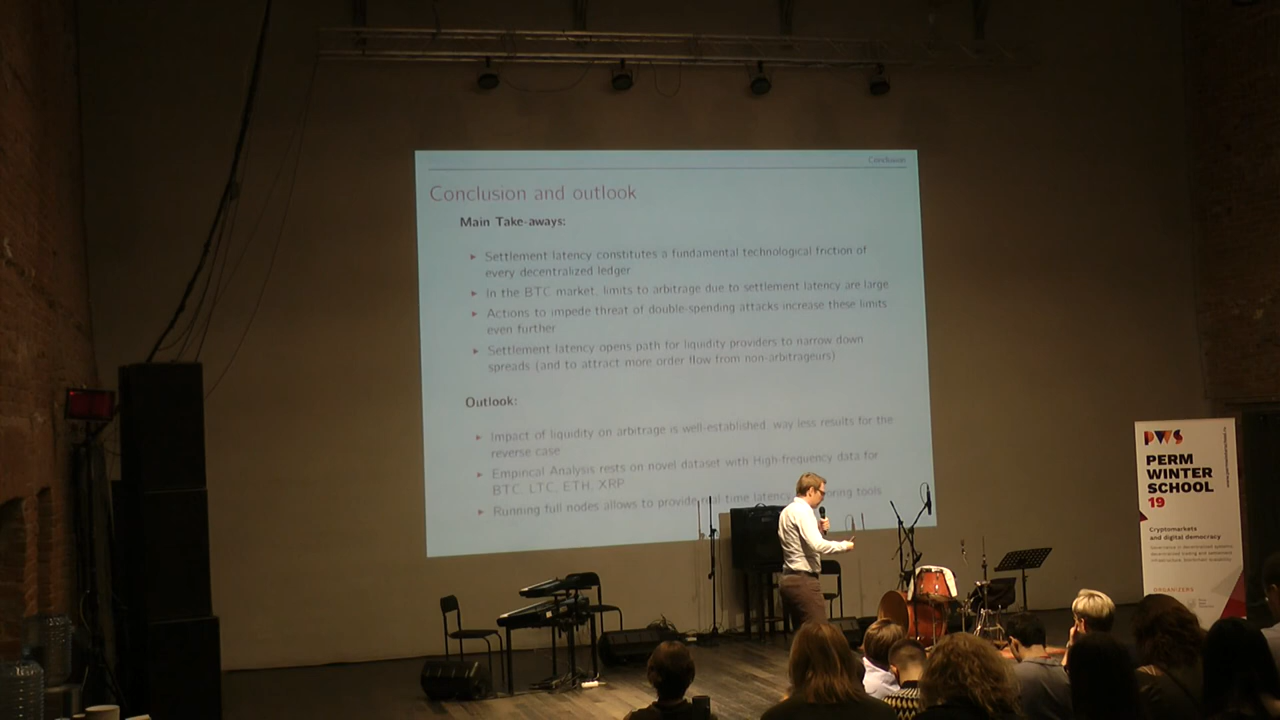 Conclusion
Conclusion and outlook
Main Take-aways:
Settlement latency constitutes a fundamental technological friction of
every decentralized ledger
In the BTC market, limits to arbitrage due to settlement latency are large
Actions to impede threat of double-spending attacks increase these limits
even further
Settlement latency opens path for liquidity providers to narrow down
spreads (and to attract more order flow from non-arbitrageurs)
Outlook:
Impact of liquidity on arbitrage is well-established, way less results for the
reverse case
Empirical Analysis rests on novel dataset with High-frequency data for
BTC, LTC, ETH, XRP
Running full nodes allows to provide time latency tools
PWS
PERM
WINTER
SCHOOL
19
Cryptomarkets
and digital democracy
ORGANIZERS